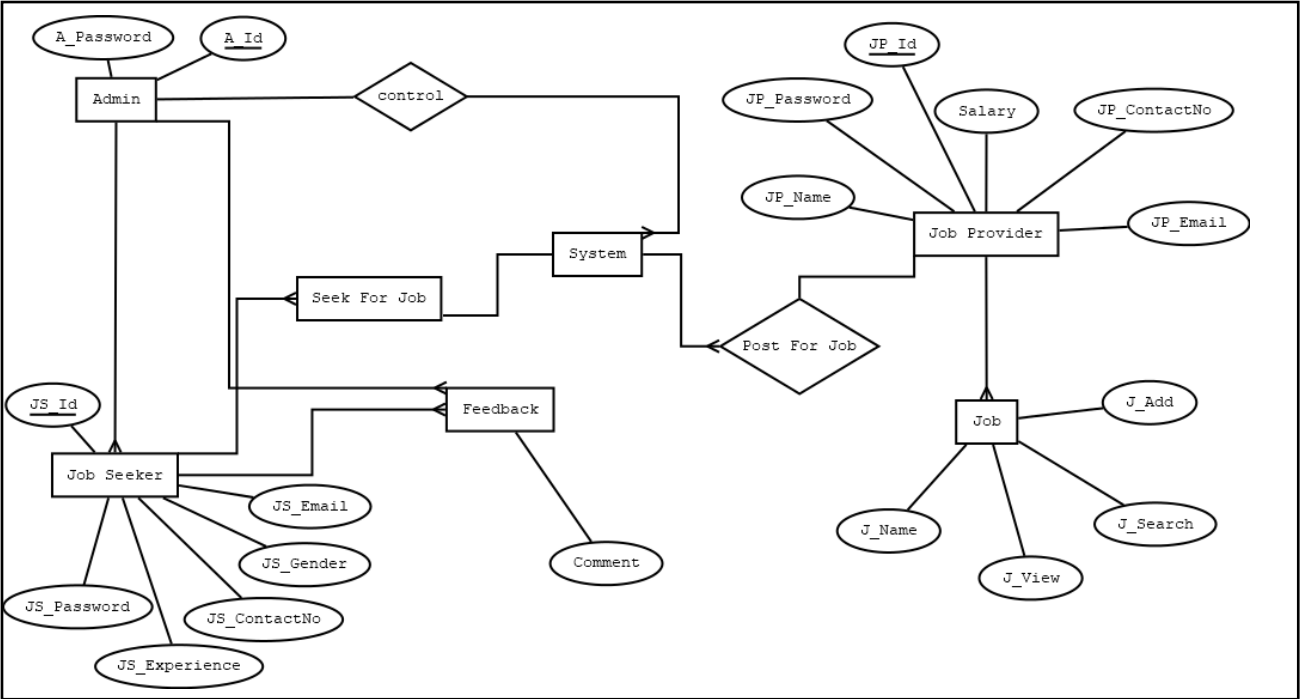 A_Password
A_Id
Admin
control
JP_Id
JP_Password
Salary
JP_ContactNo
JP_Name
JP_Email
Job Provider
System
Seek For Job
Post For Job
JS_Id
Feedback
Job
J_Add
Job Seeker
JS_Email
J_Name
J_Search
JS_Gender
Comment
J_View
JS_Password
JS_ContactNo
JS_Experience